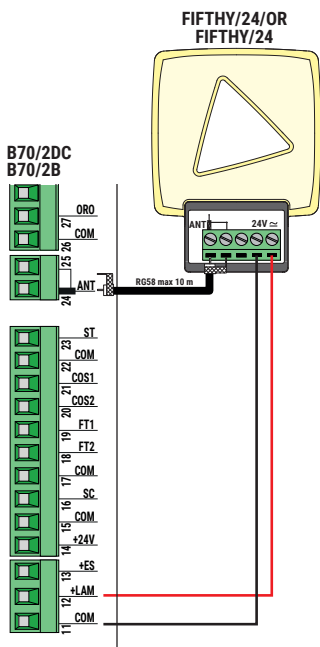 FIFTHY/24/OR
FIFTHY/24
B70/2DC
B70/2B
ANT
24V ≃
27 ORO
26 COM
25
24 ANT
RG58 max 10 m
23 ST
22 COM
21 COS1
20 COS2
19 FT1
18 FT2
17 COM
16 SC
15 COM
14 +24V
13 +ES
12 +LAM
11 COM